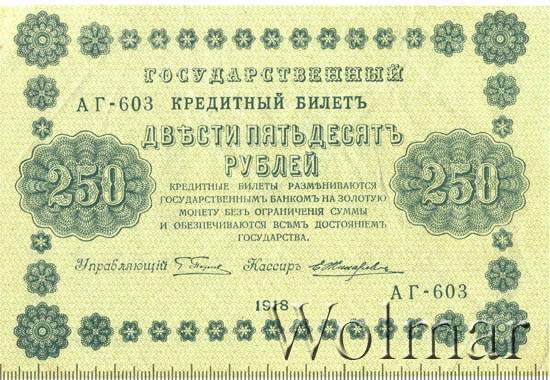 ГОСУДАРСТВЕННЫЙ
АГ-603 КРЕДИТНЫЙ БИЛЕТЪ
ДВѢСТИ ПЯТЬДЕСЯТЪ
РУБЛЕЙ
250 250
КРЕДИТНЫЕ БИЛЕТЫ РАЗМѢНИВАЮТСЯ
ГОСУДАРСТВЕННЫМЪ БАНКОМЪ НА ЗОЛОТУЮ
МОНЕТУ БЕЗЪ ОГРАНИЧЕНІЯ СУММЫ
И ОБЕЗПЕЧИВАЮТСЯ ВСѢМЪ ДОСТОЯНІЕМЪ
ГОСУДАРСТВА.
Управляющій Кассиръ
1918
АГ-603
Wolmar